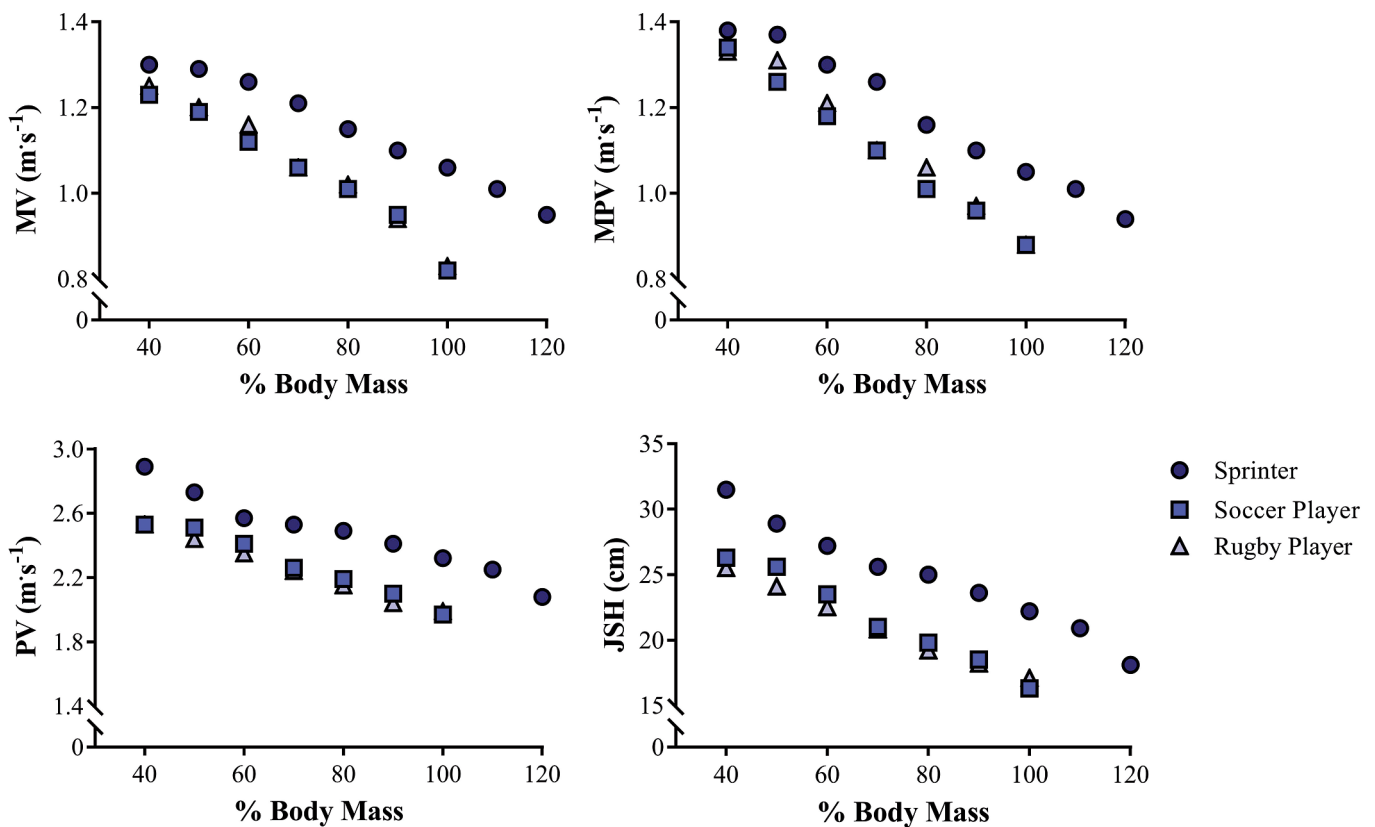 1.4
1.2
1.0
0.8
0
MV (m·s⁻¹)
40 60 80 100 120
% Body Mass
1.4
1.2
1.0
0.8
0
MPV (m·s⁻¹)
40 60 80 100 120
% Body Mass
3.0
2.6
2.2
1.8
1.4
0
PV (m·s⁻¹)
40 60 80 100 120
% Body Mass
35
30
25
20
15
0
JSH (cm)
40 60 80 100 120
% Body Mass
Sprinter
Soccer Player
Rugby Player